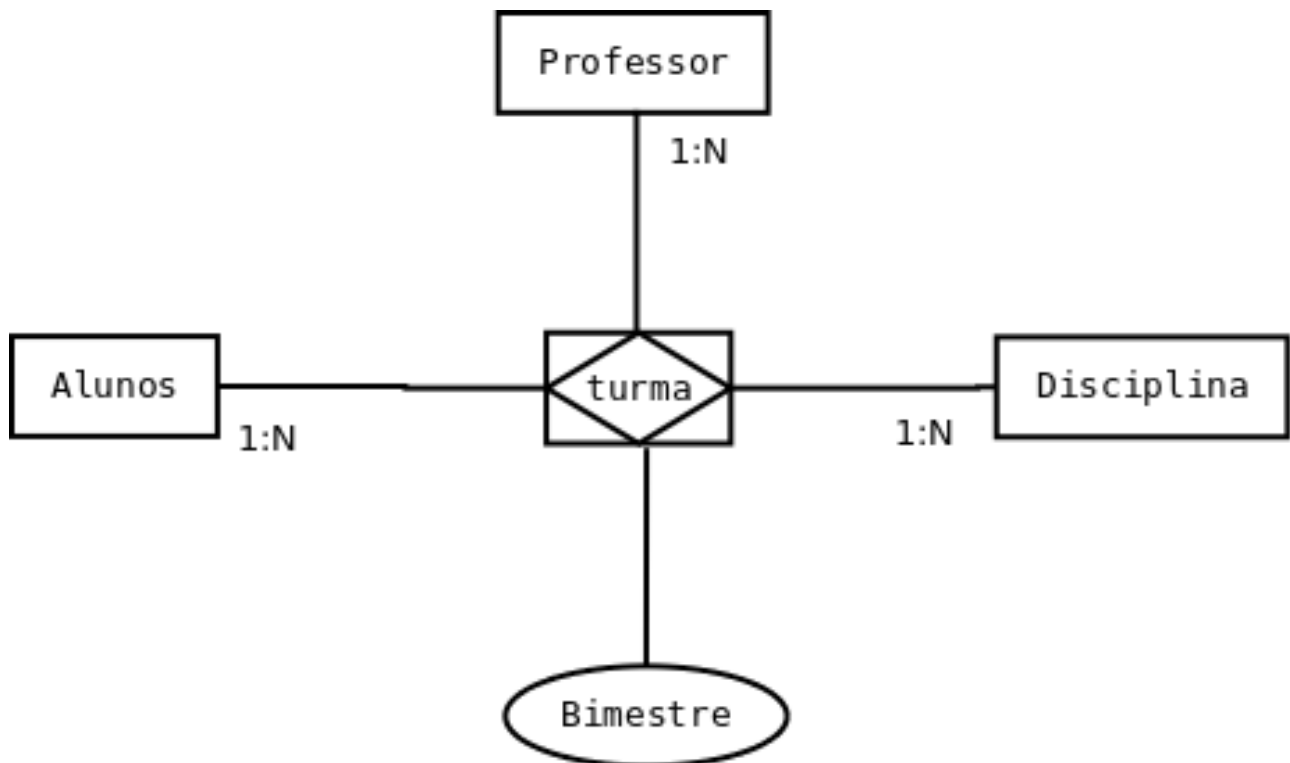 Professor
1:N
Alunos
turma
Disciplina
1:N
1:N
Bimestre